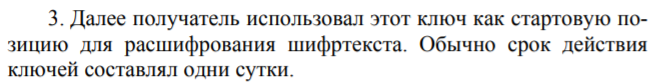 3. Далее получатель использовал этот ключ как стартовую по-
зицию для расшифрования шифртекста. Обычно срок действия
ключей составлял одни сутки.